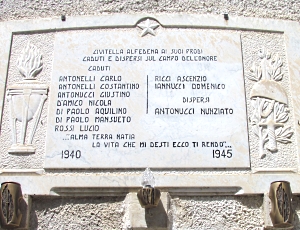 CIVITELLA ALFEDENA AI SUOI PRODI
CADUTI E DISPERSI SUL CAMPO DELL'ONORE
CADUTI
ANTONELLI CARLO
ANTONELLI COSTANTINO
ANTONUCCI GIUSTINO
D'AMICO NICOLA
DI PAOLO AQUILINO
DI PAOLO MANSUETO
ROSSI LUCIO
RICCI ASCENZIO
IANNUCCI DOMENICO
DISPERSI
ANTONUCCI NUNZIATO
"...ALMA TERRA NATIA
LA VITA CHE MI DESTI ECCO TI RENDO"...
1940 1945